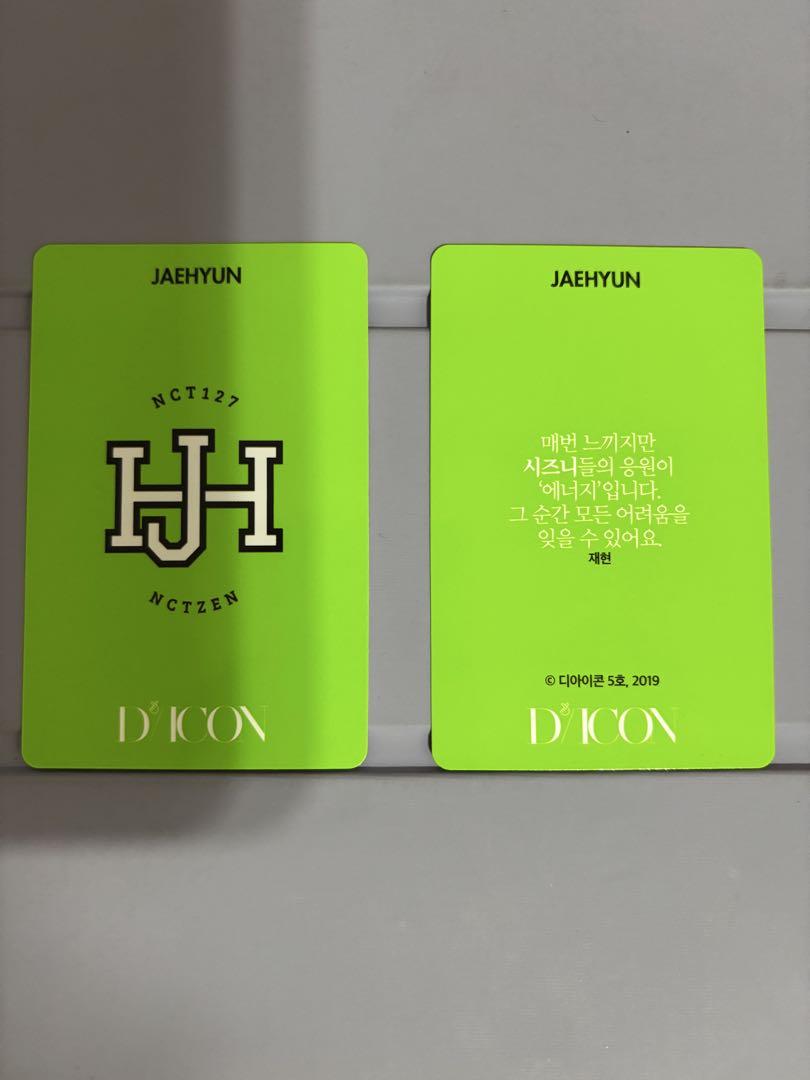 JAEHYUN
NCT127
JH
NCTZEN
D/ICON
JAEHYUN
매번 느끼지만
시즈니들의 응원이
‘에너지’입니다.
그 순간 모든 어려움을
잊을 수 있어요.
재현
© 디아이콘 5호, 2019
D/ICON